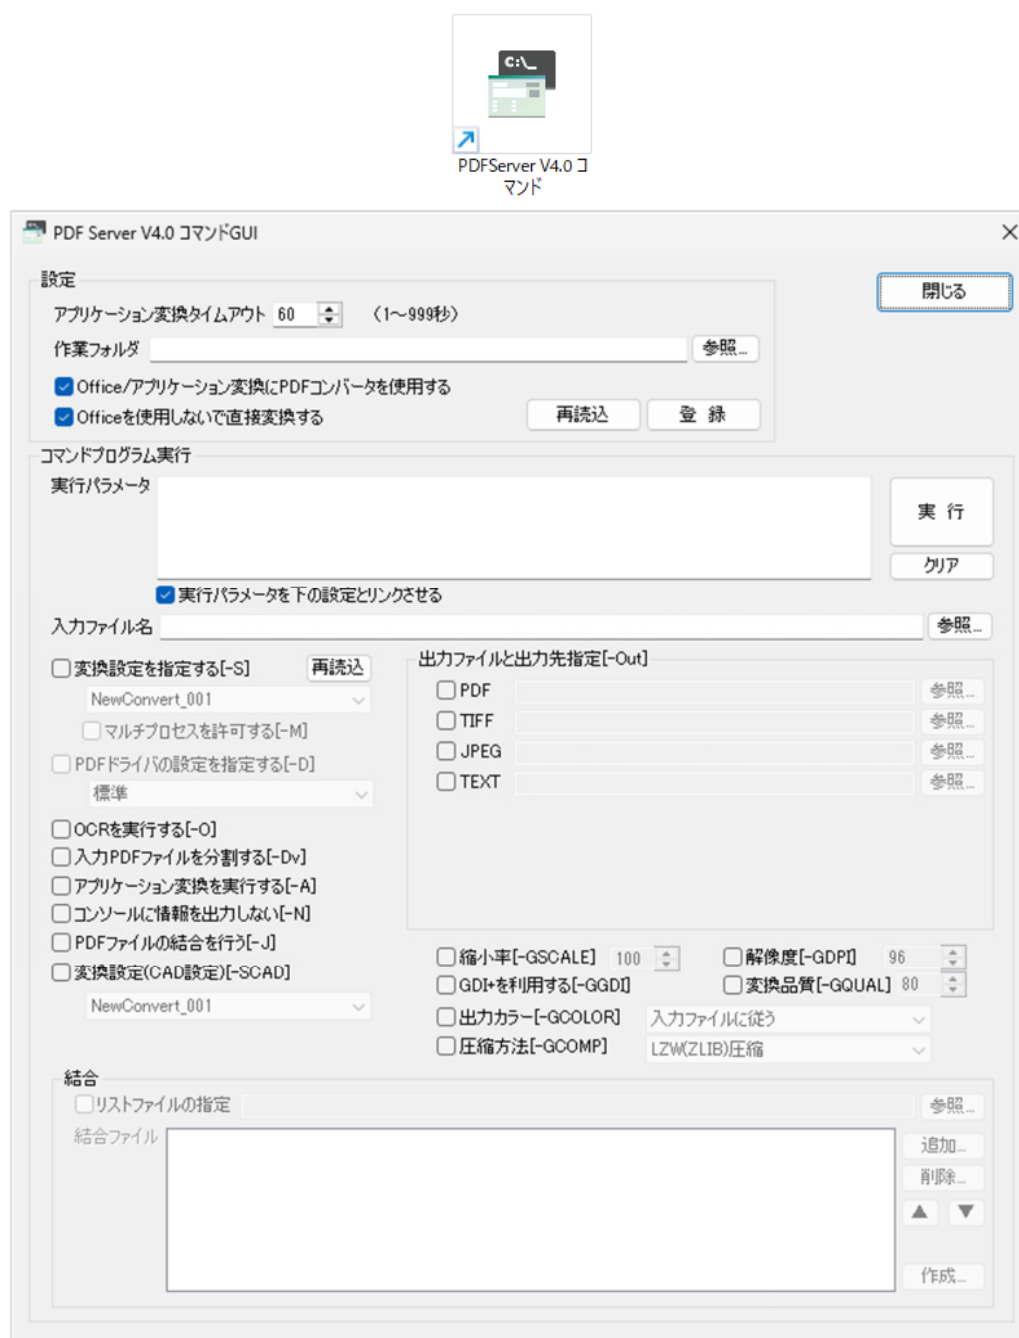 C:\_
PDFServer V4.0 コ
マンド
PDF Server V4.0 コマンドGUI
設定
閉じる
アプリケーション変換タイムアウト 60 (1～999秒)
作業フォルダ 参照...
Office/アプリケーション変換にPDFコンバータを使用する
Officeを使用しないで直接変換する 再読込 登 録
コマンドプログラム実行
実行パラメータ
実 行
クリア
実行パラメータを下の設定とリンクさせる
入力ファイル名 参照...
変換設定を指定する[-S] 再読込
NewConvert_001
マルチプロセスを許可する[-M]
PDFドライバの設定を指定する[-D]
標準
OCRを実行する[-O]
入力PDFファイルを分割する[-Dv]
アプリケーション変換を実行する[-A]
コンソールに情報を出力しない[-N]
PDFファイルの結合を行う[-J]
変換設定(CAD設定)[-SCAD]
NewConvert_001
出力ファイルと出力先指定[-Out]
PDF 参照...
TIFF 参照...
JPEG 参照...
TEXT 参照...
縮小率[-GSCALE] 100 解像度[-GDPI] 96
GDI+を利用する[-GGDI] 変換品質[-GQUAL] 80
出力カラー[-GCOLOR] 入力ファイルに従う
圧縮方法[-GCOMP] LZW(ZLIB)圧縮
結合
リストファイルの指定 参照...
結合ファイル
追加...
削除...
▲ ▼
作成...